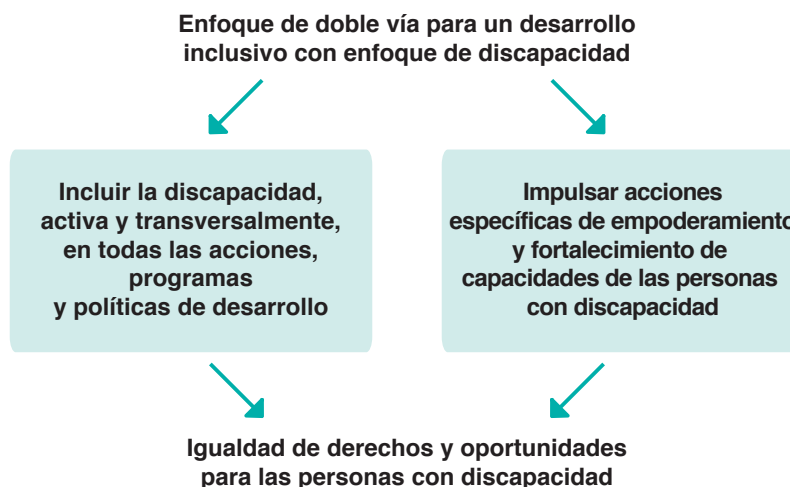 Enfoque de doble vía para un desarrollo
inclusivo con enfoque de discapacidad
Incluir la discapacidad,
activa y transversalmente,
en todas las acciones,
programas
y políticas de desarrollo
Impulsar acciones
específicas de empoderamiento
y fortalecimiento de
capacidades de las personas
con discapacidad
Igualdad de derechos y oportunidades
para las personas con discapacidad